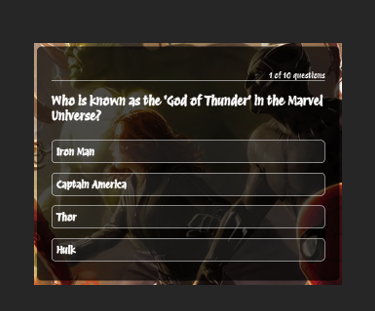 1 of 10 questions
Who is known as the 'God of Thunder' in the Marvel
Universe?
Iron Man
Captain America
Thor
Hulk